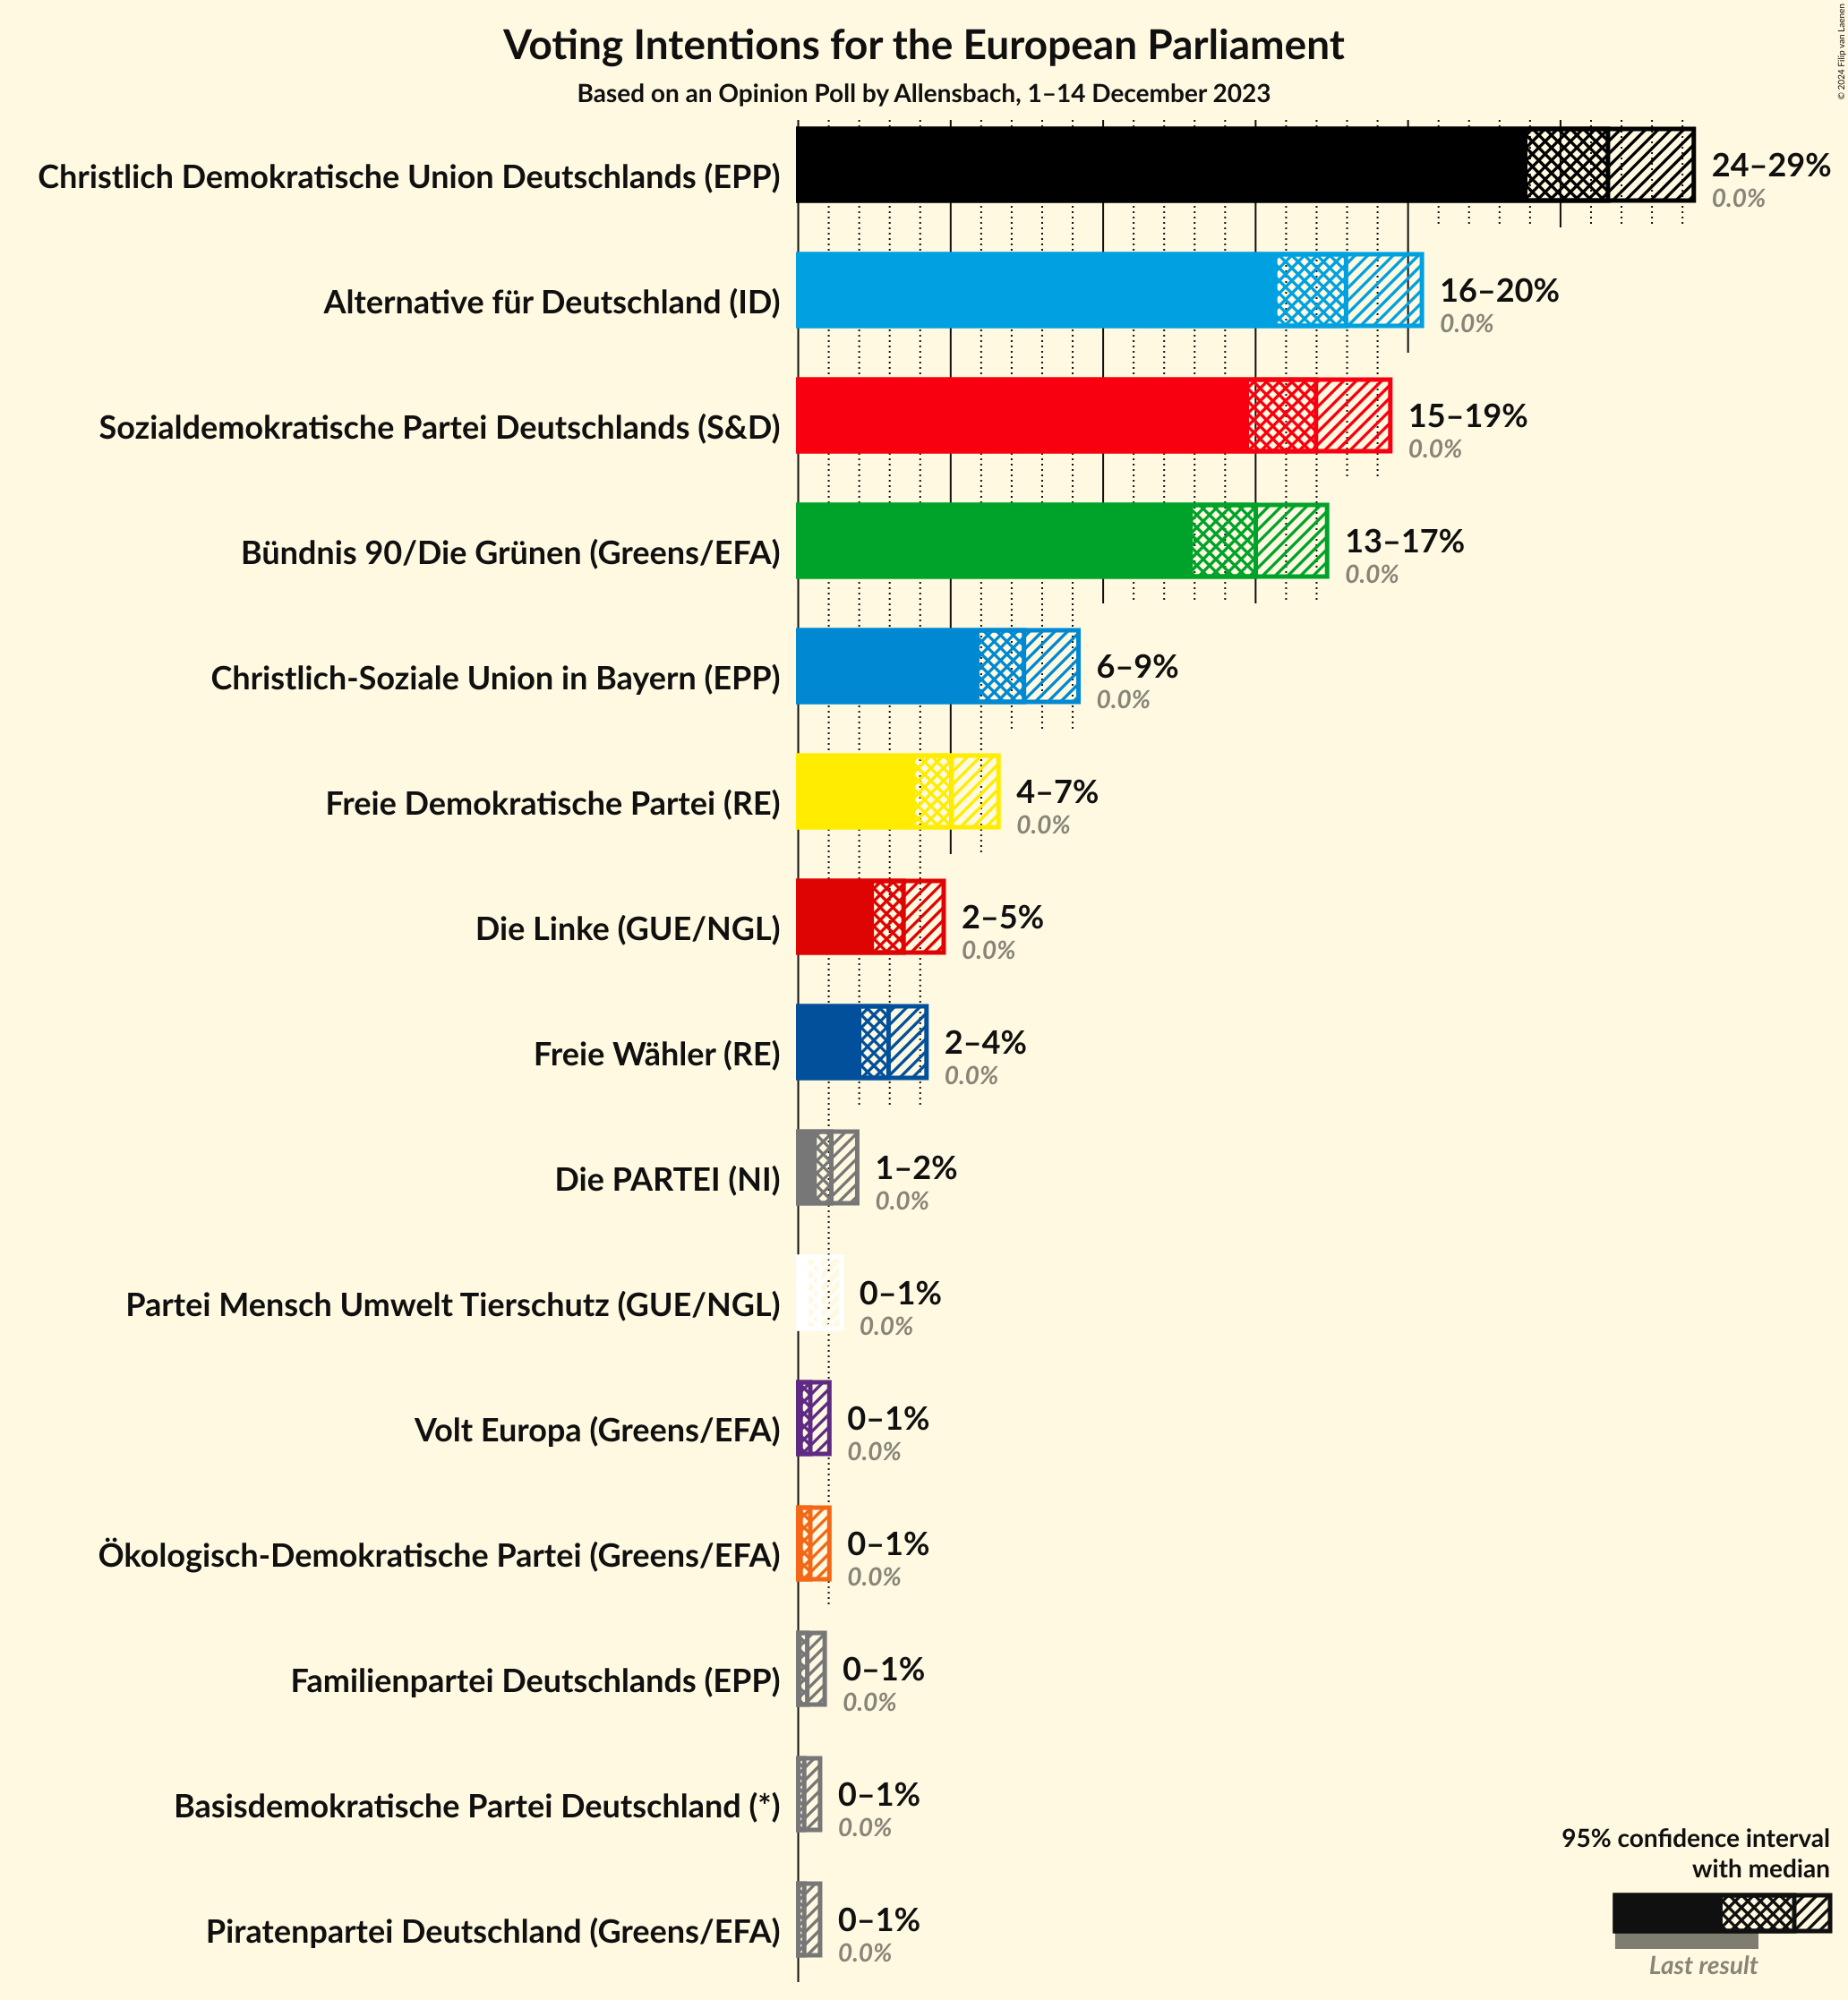 © 2024 Filip van Laenen
Voting Intentions for the European Parliament
Based on an Opinion Poll by Allensbach, 1–14 December 2023
Christlich Demokratische Union Deutschlands (EPP)
24–29%
0.0%
Alternative für Deutschland (ID)
16–20%
0.0%
Sozialdemokratische Partei Deutschlands (S&D)
15–19%
0.0%
Bündnis 90/Die Grünen (Greens/EFA)
13–17%
0.0%
Christlich-Soziale Union in Bayern (EPP)
6–9%
0.0%
Freie Demokratische Partei (RE)
4–7%
0.0%
Die Linke (GUE/NGL)
2–5%
0.0%
Freie Wähler (RE)
2–4%
0.0%
Die PARTEI (NI)
1–2%
0.0%
Partei Mensch Umwelt Tierschutz (GUE/NGL)
0–1%
0.0%
Volt Europa (Greens/EFA)
0–1%
0.0%
Ökologisch-Demokratische Partei (Greens/EFA)
0–1%
0.0%
Familienpartei Deutschlands (EPP)
0–1%
0.0%
Basisdemokratische Partei Deutschland (*)
0–1%
0.0%
Piratenpartei Deutschland (Greens/EFA)
0–1%
0.0%
95% confidence interval
with median
Last result